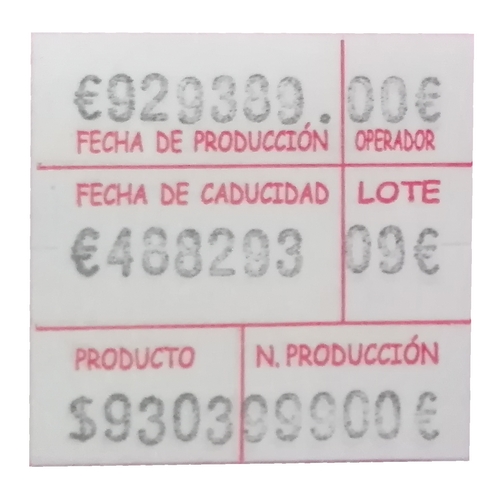 €929389.00€
FECHA DE PRODUCCIÓN OPERADOR
FECHA DE CADUCIDAD LOTE
€488293 09€
PRODUCTO N. PRODUCCIÓN
$930399900€